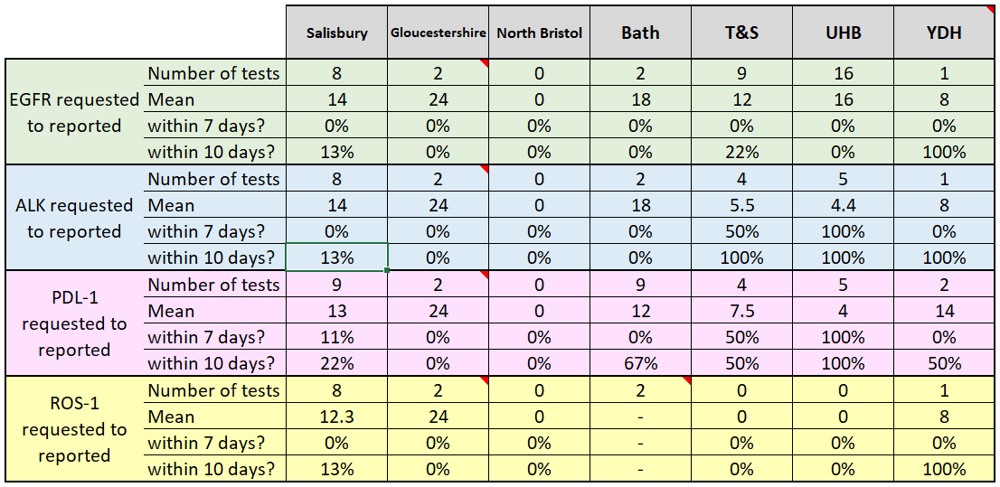 Salisbury Gloucestershire North Bristol Bath T&S UHB YDH
EGFR requested to reported
Number of tests 8 2 0 2 9 16 1
Mean 14 24 0 18 12 16 8
within 7 days? 0% 0% 0% 0% 0% 0% 0%
within 10 days? 13% 0% 0% 0% 22% 0% 100%
ALK requested to reported
Number of tests 8 2 0 2 4 5 1
Mean 14 24 0 18 5.5 4.4 8
within 7 days? 0% 0% 0% 0% 50% 100% 0%
within 10 days? 13% 0% 0% 0% 100% 100% 100%
PDL-1 requested to reported
Number of tests 9 2 0 9 4 5 2
Mean 13 24 0 12 7.5 4 14
within 7 days? 11% 0% 0% 0% 50% 100% 0%
within 10 days? 22% 0% 0% 67% 50% 100% 50%
ROS-1 requested to reported
Number of tests 8 2 0 2 0 0 1
Mean 12.3 24 0 - 0 0 8
within 7 days? 0% 0% 0% - 0% 0% 0%
within 10 days? 13% 0% 0% - 0% 0% 100%